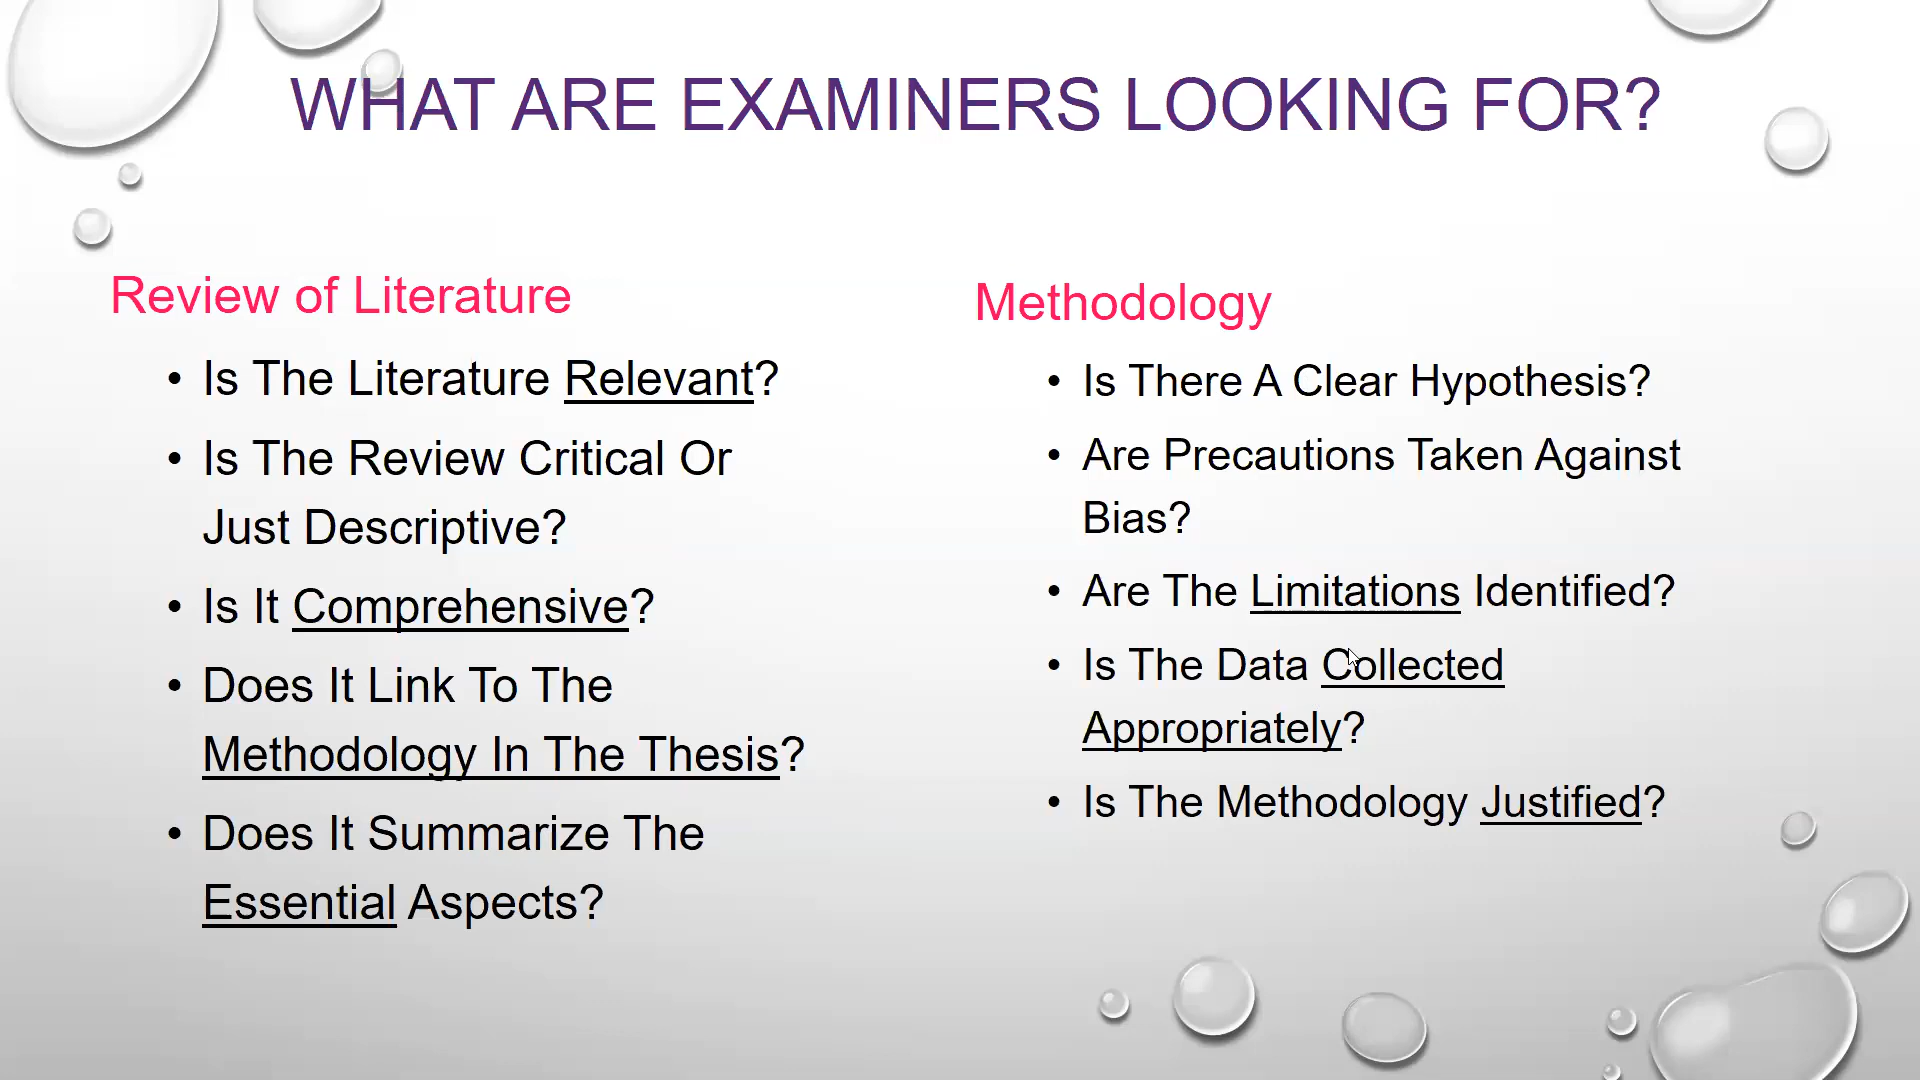 WHAT ARE EXAMINERS LOOKING FOR?
Review of Literature
• Is The Literature Relevant?
• Is The Review Critical Or
Just Descriptive?
• Is It Comprehensive?
• Does It Link To The
Methodology In The Thesis?
• Does It Summarize The
Essential Aspects?
Methodology
• Is There A Clear Hypothesis?
• Are Precautions Taken Against
Bias?
• Are The Limitations Identified?
• Is The Data Collected
Appropriately?
• Is The Methodology Justified?